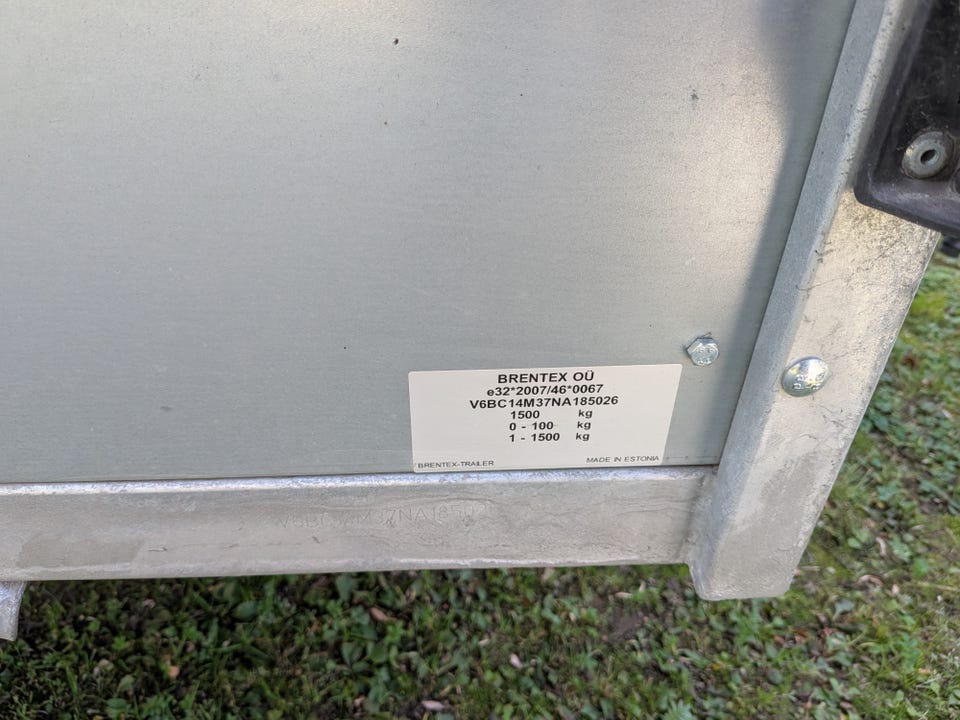 BRENTEX OÜ
e32*2007/46*0067
V6BC14M37NA185026
1500 kg
0 - 100 kg
1 - 1500 kg
BRENTEX-TRAILER MADE IN ESTONIA